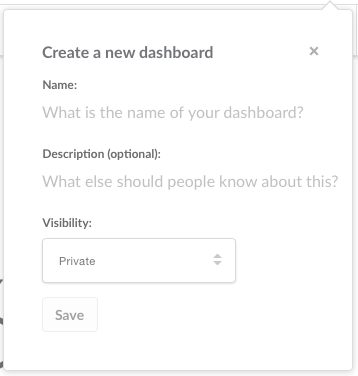 Create a new dashboard ×
Name:
What is the name of your dashboard?
Description (optional):
What else should people know about this?
Visibility:
Private
Save